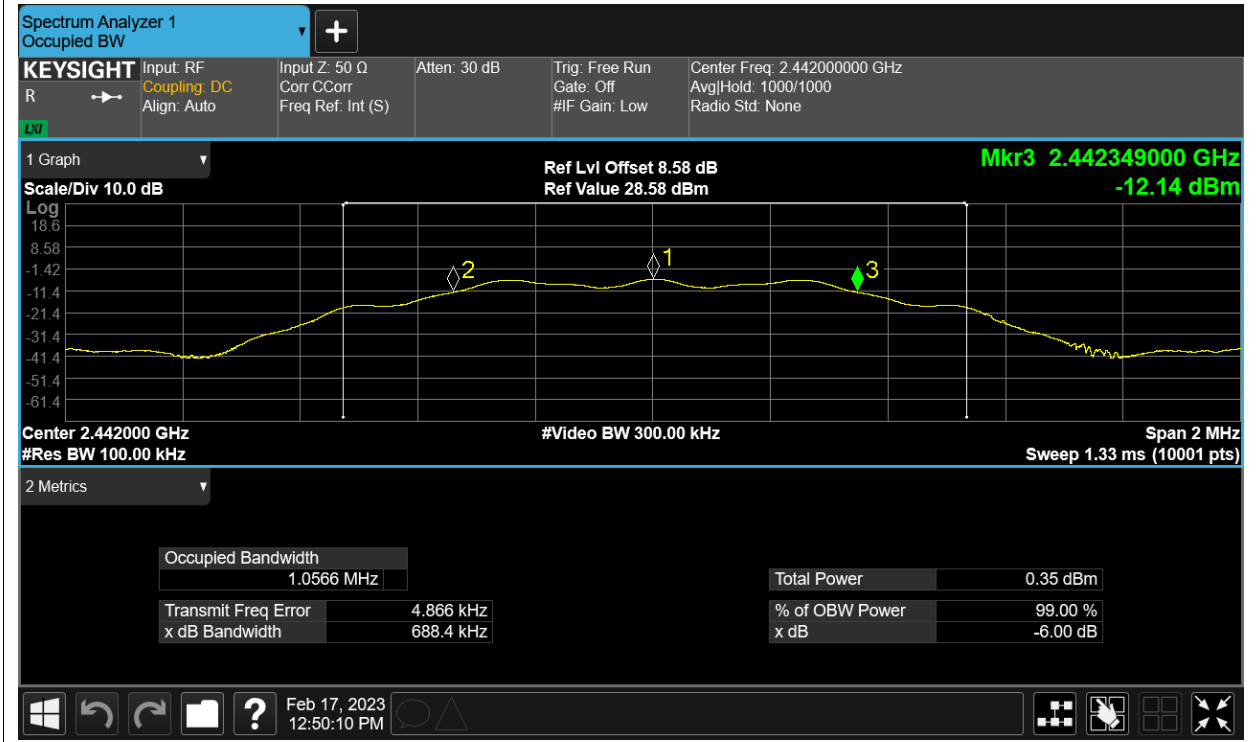 Spectrum Analyzer 1
Occupied BW
KEYSIGHT
R
LXI
Input: RF
Coupling: DC
Align: Auto
Input Z: 50 Ω
Corr CCorr
Freq Ref: Int (S)
Atten: 30 dB
Trig: Free Run
Gate: Off
#IF Gain: Low
Center Freq: 2.442000000 GHz
Avg|Hold: 1000/1000
Radio Std: None
1 Graph
Scale/Div 10.0 dB
Ref Lvl Offset 8.58 dB
Ref Value 28.58 dBm
Mkr3 2.442349000 GHz
-12.14 dBm
Log
18.6
8.58
-1.42
-11.4
-21.4
-31.4
-41.4
-51.4
-61.4
2
1
3
Center 2.442000 GHz
#Video BW 300.00 kHz
Span 2 MHz
#Res BW 100.00 kHz
Sweep 1.33 ms (10001 pts)
2 Metrics
Occupied Bandwidth
1.0566 MHz
Total Power 0.35 dBm
Transmit Freq Error 4.866 kHz
% of OBW Power 99.00 %
x dB Bandwidth 688.4 kHz
x dB -6.00 dB
?
Feb 17, 2023
12:50:10 PM